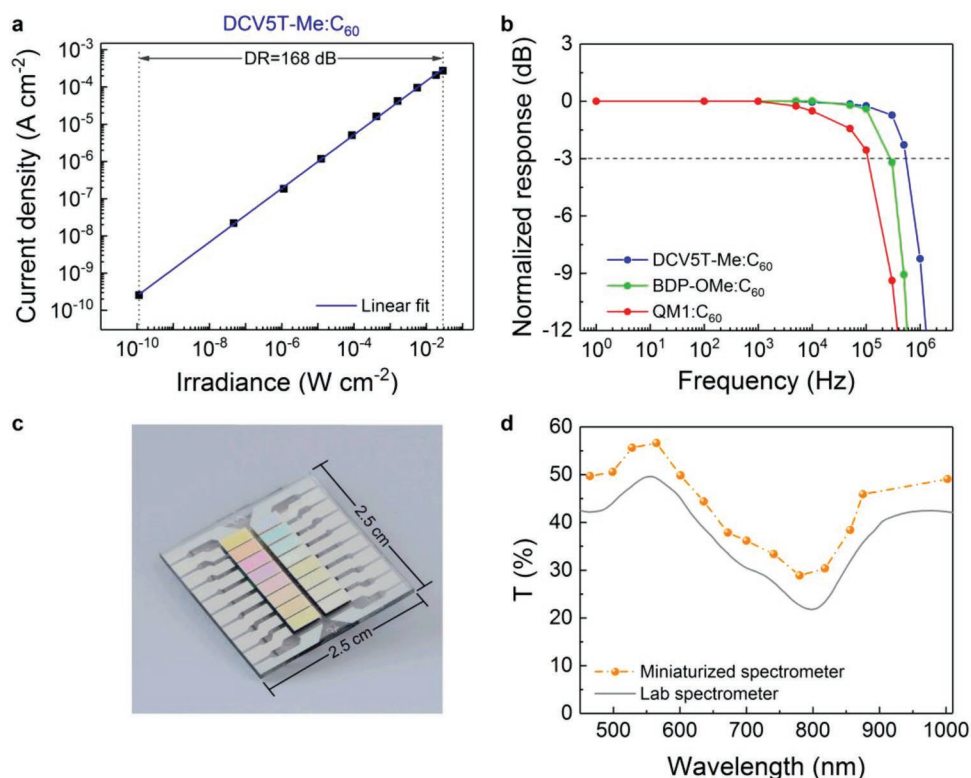 a
DCV5T-Me:C₆₀
DR=168 dB
Current density (A cm⁻²)
10⁻³
10⁻⁴
10⁻⁵
10⁻⁶
10⁻⁷
10⁻⁸
10⁻⁹
10⁻¹⁰
Linear fit
10⁻¹⁰ 10⁻⁸ 10⁻⁶ 10⁻⁴ 10⁻²
Irradiance (W cm⁻²)
b
Normalized response (dB)
3
0
-3
-6
-9
-12
DCV5T-Me:C₆₀
BDP-OMe:C₆₀
QM1:C₆₀
10⁰ 10¹ 10² 10³ 10⁴ 10⁵ 10⁶
Frequency (Hz)
c
2.5 cm
2.5 cm
d
T (%)
60
50
40
30
20
10
0
Miniaturized spectrometer
Lab spectrometer
500 600 700 800 900 1000
Wavelength (nm)